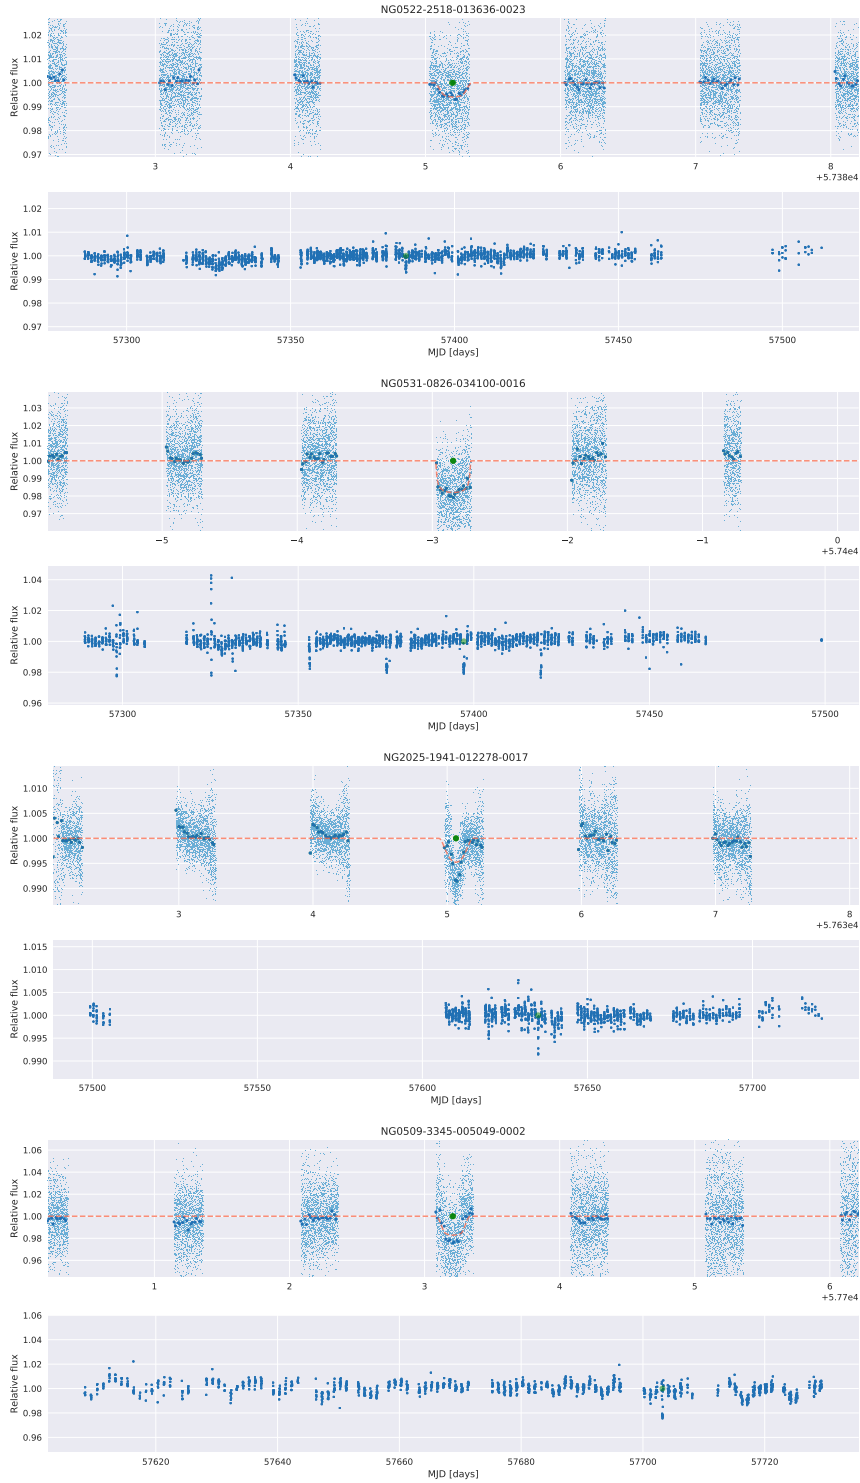 NG0522-2518-013636-0023
Relative flux
1.02
1.01
1.00
0.99
0.98
0.97
3 4 5 6 7 8
+5.738e4
Relative flux
1.02
1.01
1.00
0.99
0.98
0.97
57300 57350 57400 57450 57500
MJD [days]
NG0531-0826-034100-0016
Relative flux
1.03
1.02
1.01
1.00
0.99
0.98
0.97
−5 −4 −3 −2 −1 0
+5.74e4
Relative flux
1.04
1.02
1.00
0.98
0.96
57300 57350 57400 57450 57500
MJD [days]
NG2025-1941-012278-0017
Relative flux
1.010
1.005
1.000
0.995
0.990
3 4 5 6 7 8
+5.763e4
Relative flux
1.015
1.010
1.005
1.000
0.995
0.990
57500 57550 57600 57650 57700
MJD [days]
NG0509-3345-005049-0002
Relative flux
1.06
1.04
1.02
1.00
0.98
0.96
1 2 3 4 5 6
+5.77e4
Relative flux
1.06
1.04
1.02
1.00
0.98
0.96
57620 57640 57660 57680 57700 57720
MJD [days]